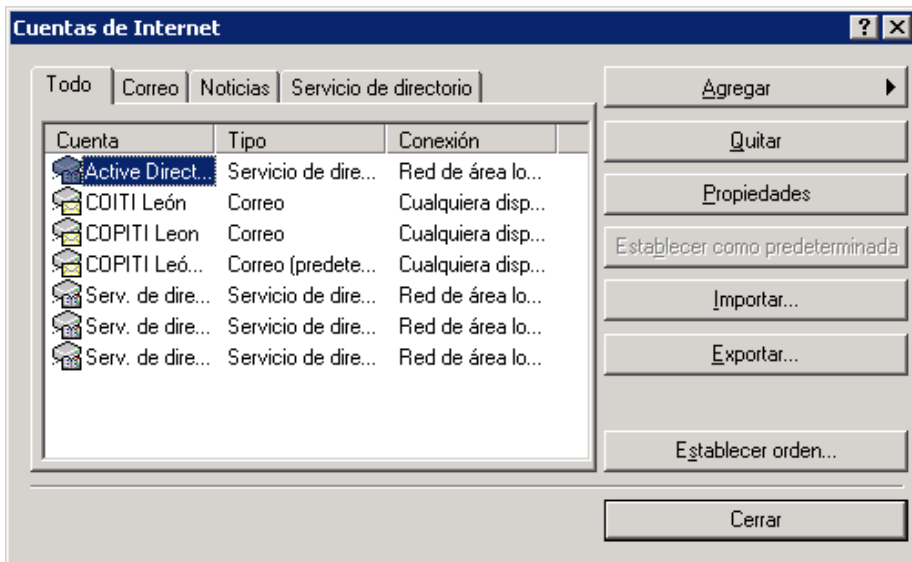 Cuentas de Internet
Todo Correo Noticias Servicio de directorio
Agregar
Cuenta Tipo Conexión
Quitar
Active Direct... Servicio de dire... Red de área lo...
COITI León Correo Cualquiera disp...
Propiedades
COPITI Leon Correo Cualquiera disp...
Establecer como predeterminada
COPITI Leó... Correo (predete... Cualquiera disp...
Serv. de dire... Servicio de dire... Red de área lo...
Importar...
Serv. de dire... Servicio de dire... Red de área lo...
Serv. de dire... Servicio de dire... Red de área lo...
Exportar...
Establecer orden...
Cerrar